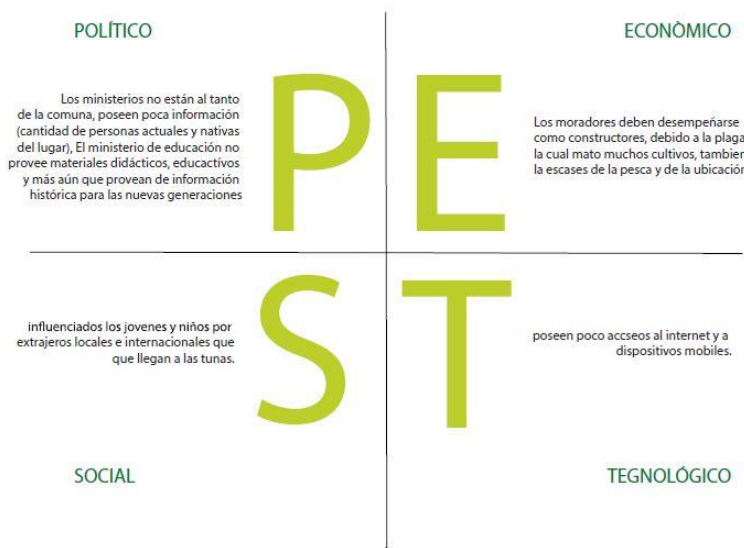 POLÍTICO
Los ministerios no están al tanto
de la comuna, poseen poca información
(cantidad de personas actuales y nativas
del lugar), El ministerio de educación no
provee materiales didácticos, educactívos
y más aún que provean de información
histórica para las nuevas generaciones
P
ECONÒMICO
E
Los moradores deben desempeñarse
como constructores, debido a la plaga
la cual mato muchos cultivos, tambien
la escases de la pesca y de la ubicación
influenciados los jovenes y niños por
extrajeros locales e internacionales que
que llegan a las tunas.
S
SOCIAL
T
poseen poco accseos al internet y a
dispositivos mobiles.
TEGNOLÓGICO